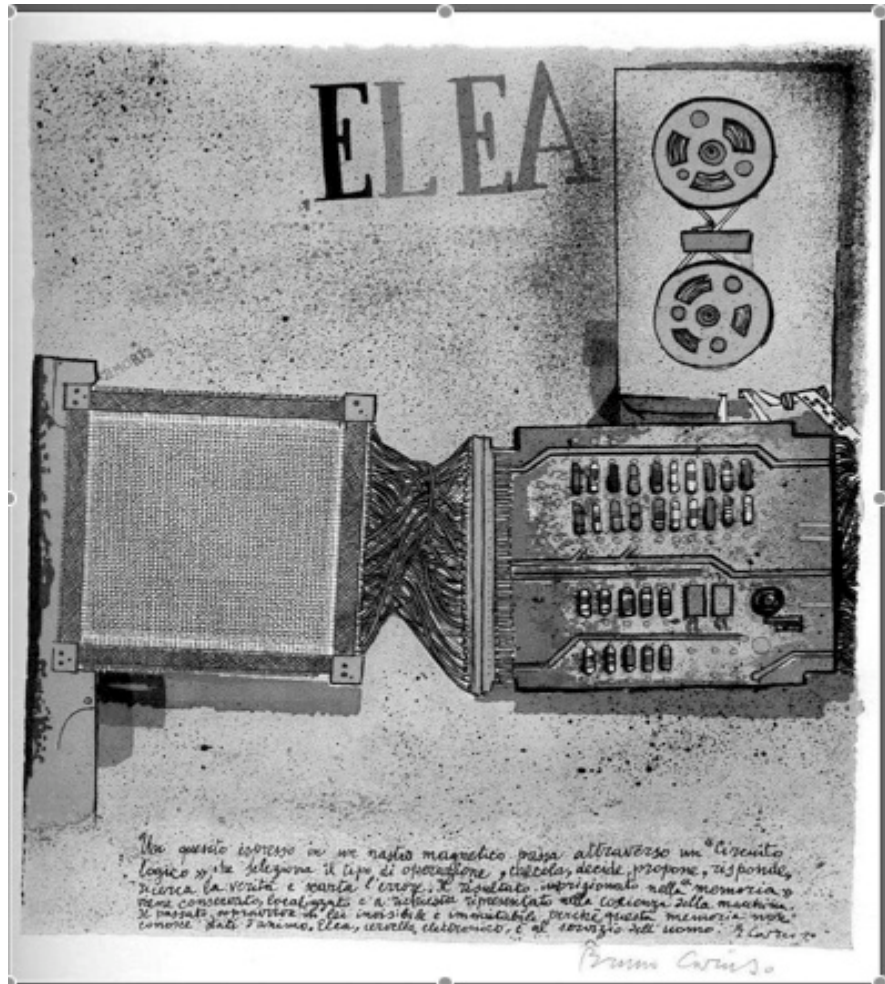 ELEA
Un quesito espresso in un nastro magnetico passa attraverso un "Circuito
logico» che seleziona il tipo di operazione, calcola, decide, propone, risponde,
ricerca la verità e scarta l'errore. Il risultato imprigionato nella "memoria»
viene conservato, localizzato e a richiesta ripresentato nella coscienza della macchina.
Il passato sopravvive in lei invisibile e immutabile perché questa memoria non
conosce stati d'animo. Elea, cervello elettronico, è al servizio dell'uomo. B Caruso
Bruno Caruso